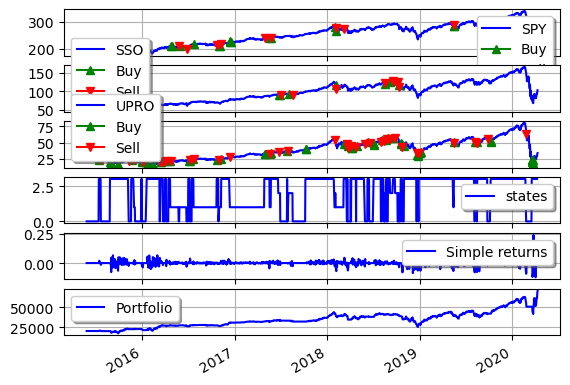 300
200
SPY
Buy
SSO
Buy
Sell
150
100
50
UPRO
Buy
Sell
75
50
25
2.5
0.0
states
0.25
0.00
Simple returns
50000
25000
Portfolio
2016
2017
2018
2019
2020